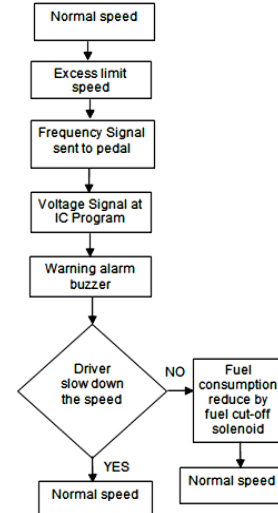 Normal speed
Excess limit
speed
Frequency Signal
sent to pedal
Voltage Signal at
IC Program
Warning alarm
buzzer
Driver
slow down
the speed
NO
Fuel
consumption
reduce by
fuel cut-off
solenoid
YES
Normal speed
Normal speed